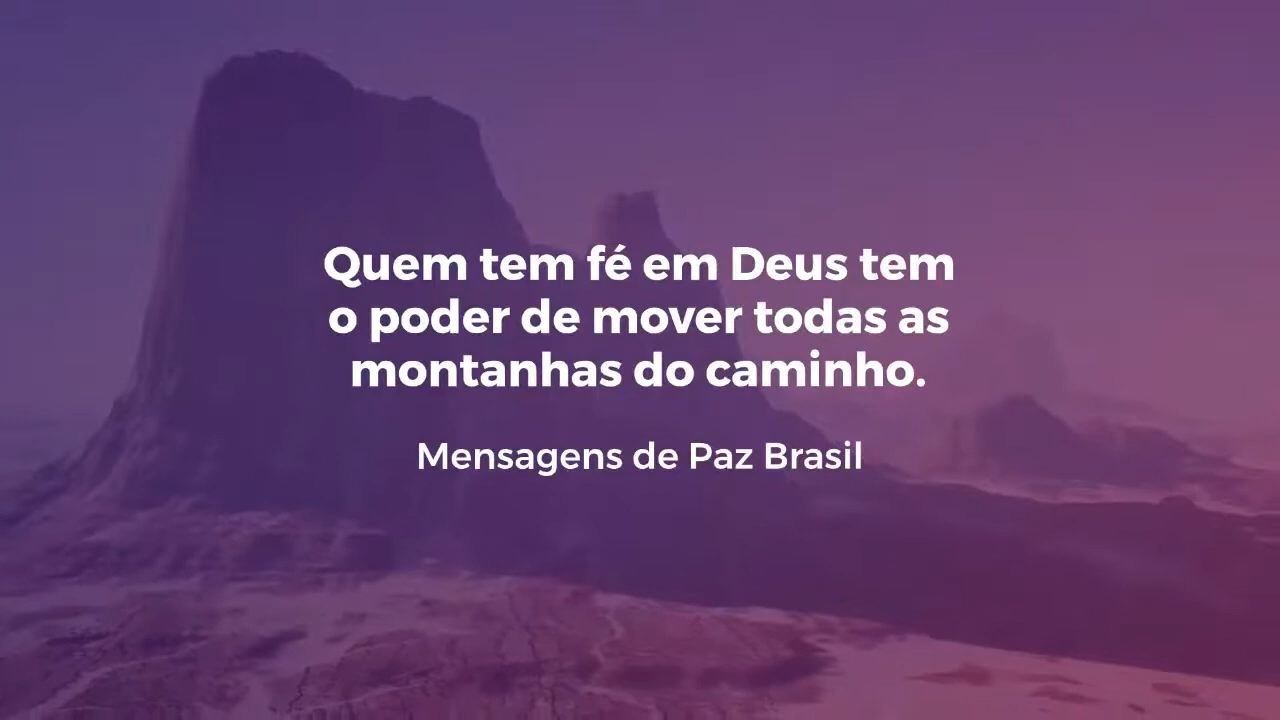 Quem tem fé em Deus tem
o poder de mover todas as
montanhas do caminho.
Mensagens de Paz Brasil